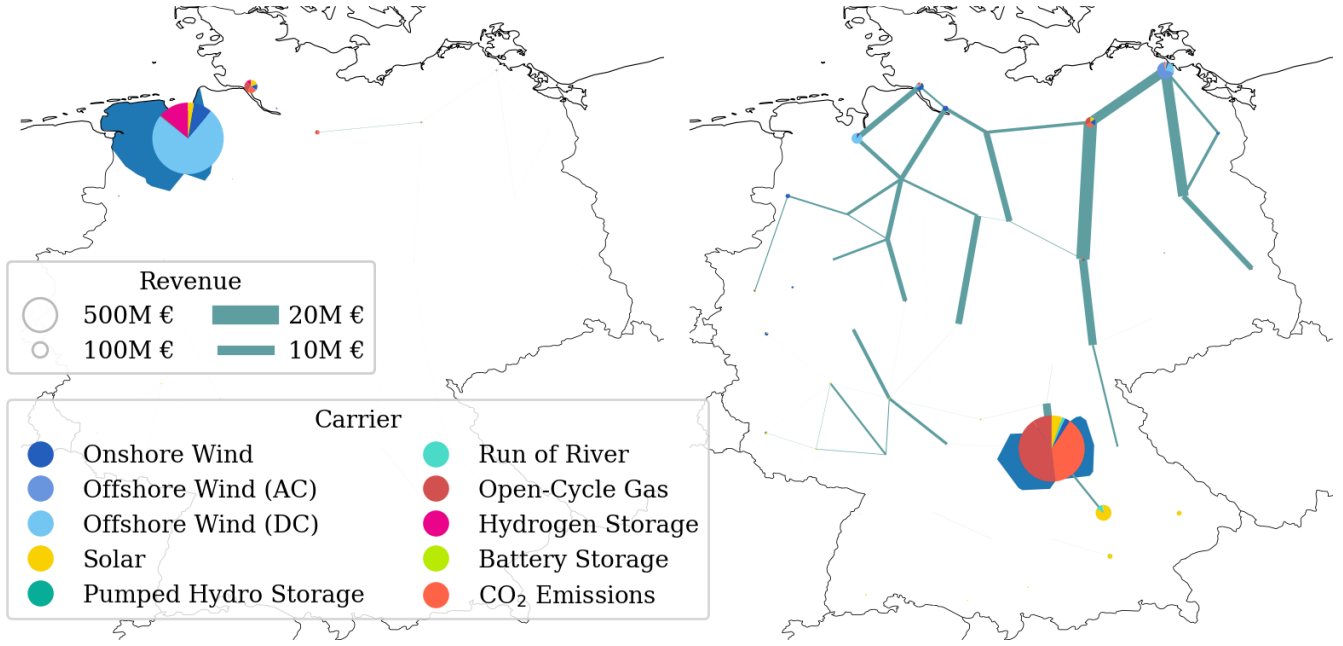 Revenue
500M € 20M €
100M € 10M €
Carrier
Onshore Wind Run of River
Offshore Wind (AC) Open-Cycle Gas
Offshore Wind (DC) Hydrogen Storage
Solar Battery Storage
Pumped Hydro Storage CO₂ Emissions